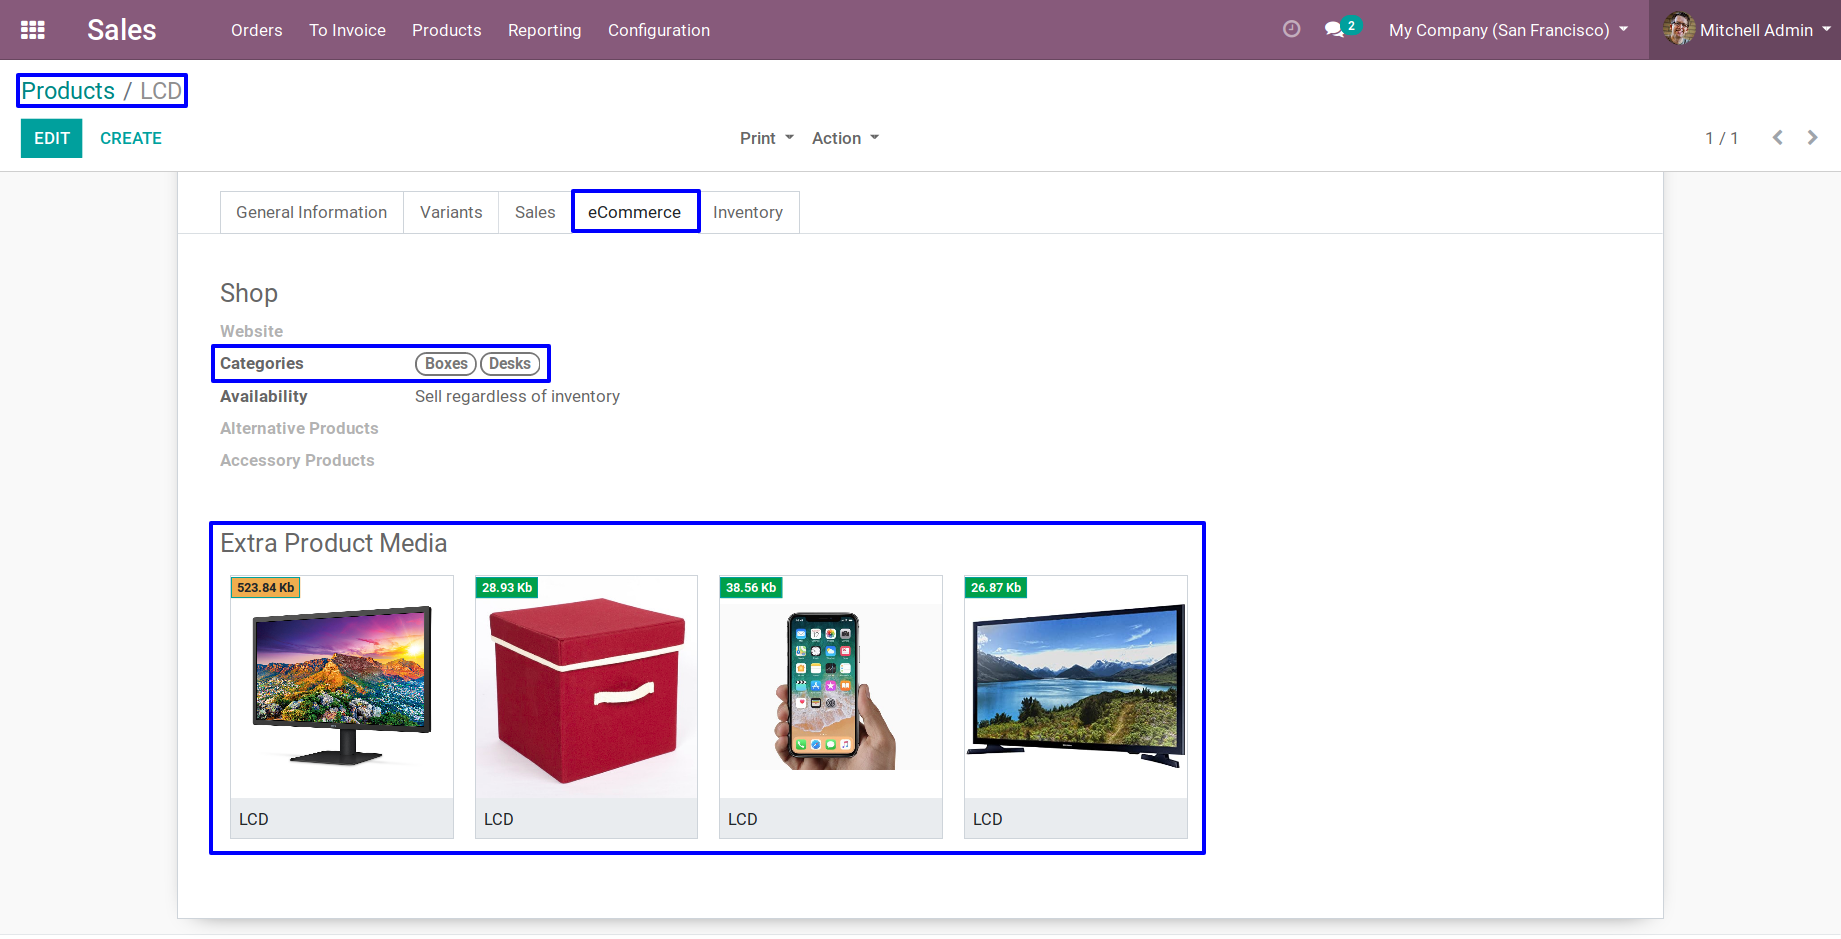 Sales Orders To Invoice Products Reporting Configuration 2 My Company (San Francisco) Mitchell Admin
Products / LCD
EDIT CREATE Print Action 1 / 1
General Information Variants Sales eCommerce Inventory
Shop
Website
Categories Boxes Desks
Availability Sell regardless of inventory
Alternative Products
Accessory Products
Extra Product Media
523.84 Kb 28.93 Kb 38.56 Kb 26.87 Kb
LCD LCD LCD LCD